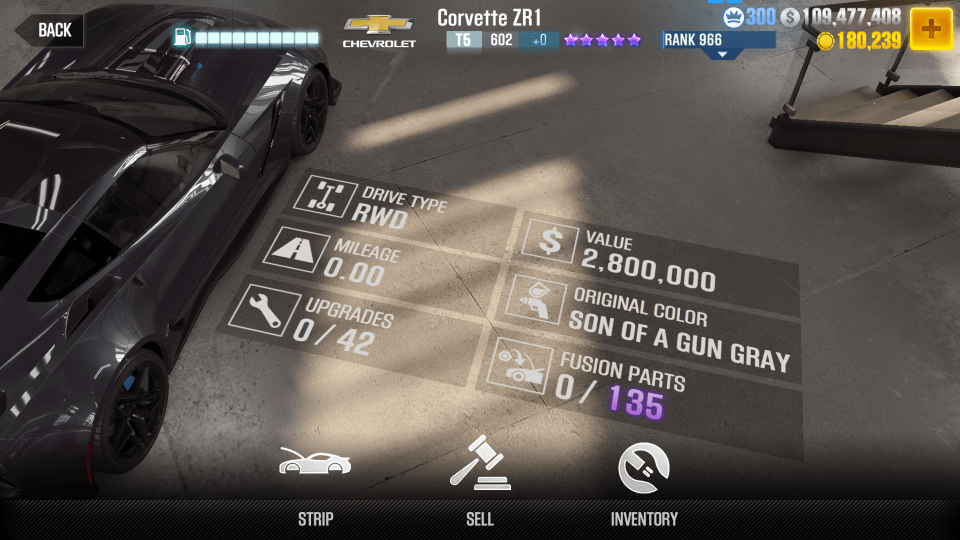 BACK
CHEVROLET
Corvette ZR1
T5 602 +0
RANK 966
300 $ 109,477,408
180,239
+
DRIVE TYPE
RWD
MILEAGE
0.00
UPGRADES
0 / 42
$
VALUE
2,800,000
ORIGINAL COLOR
SON OF A GUN GRAY
FUSION PARTS
0 / 135
STRIP
SELL
INVENTORY